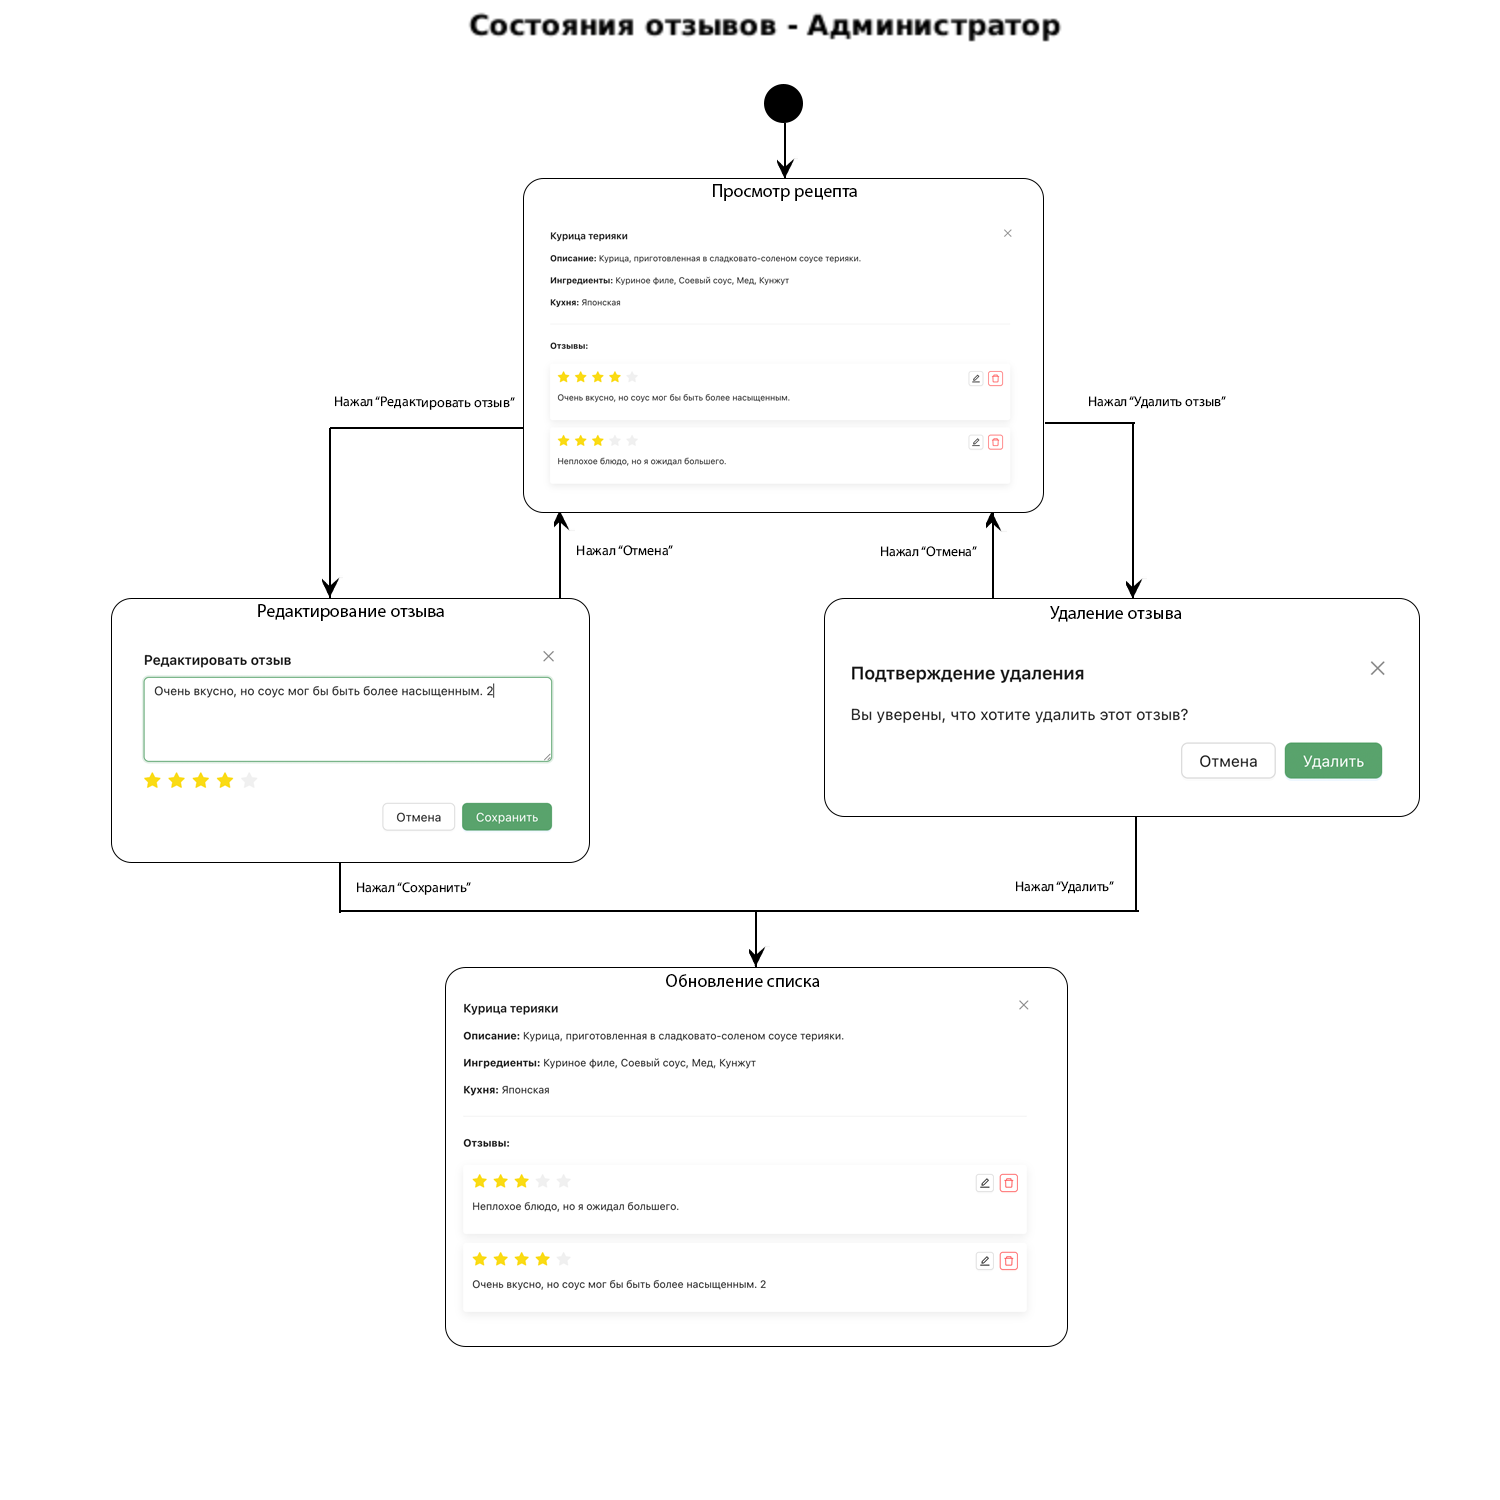 Состояния отзывов - Администратор
Просмотр рецепта
Курица терияки
Описание: Курица, приготовленная в сладковато-соленом соусе терияки.
Ингредиенты: Куриное филе, Соевый соус, Мед, Кунжут
Кухня: Японская
Отзывы:
Очень вкусно, но соус мог бы быть более насыщенным.
Неплохое блюдо, но я ожидал большего.
Нажал “Редактировать отзыв”
Нажал “Удалить отзыв”
Нажал “Отмена”
Нажал “Отмена”
Редактирование отзыва
Редактировать отзыв
Очень вкусно, но соус мог бы быть более насыщенным. 2
Отмена
Сохранить
Удаление отзыва
Подтверждение удаления
Вы уверены, что хотите удалить этот отзыв?
Отмена
Удалить
Нажал “Сохранить”
Нажал “Удалить”
Обновление списка
Курица терияки
Описание: Курица, приготовленная в сладковато-соленом соусе терияки.
Ингредиенты: Куриное филе, Соевый соус, Мед, Кунжут
Кухня: Японская
Отзывы:
Неплохое блюдо, но я ожидал большего.
Очень вкусно, но соус мог бы быть более насыщенным. 2